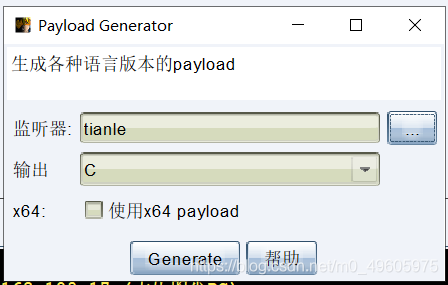 Payload Generator
生成各种语言版本的payload
监听器: tianle ...
输出 C
x64: 使用x64 payload
Generate 帮助
https://blog.csdn.net/m0_49605975